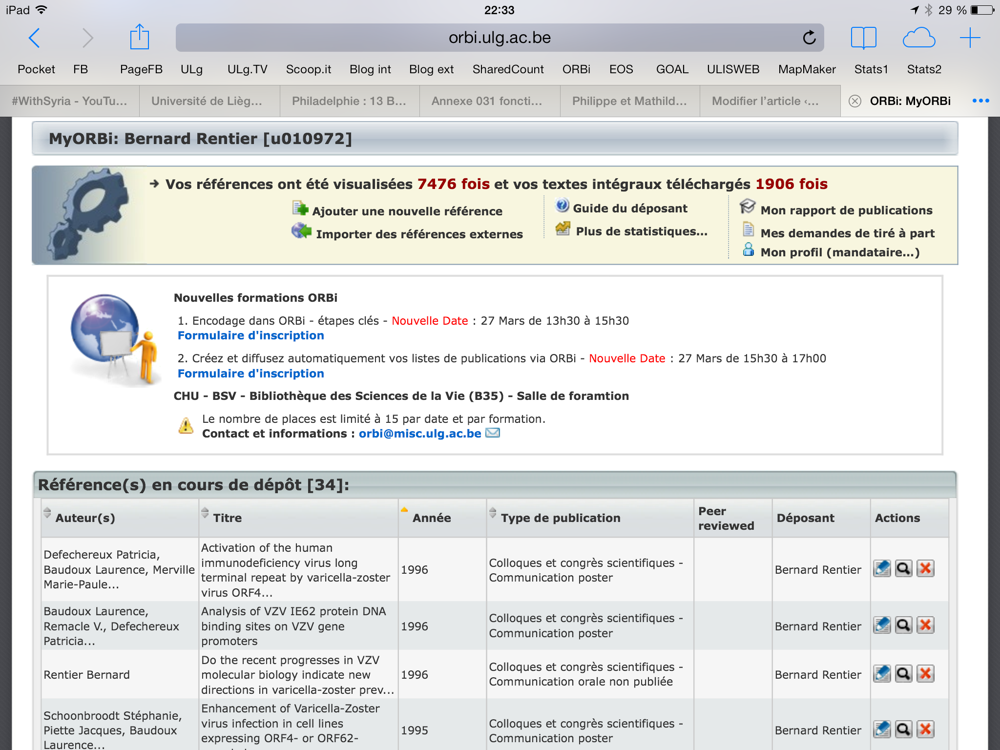 iPad 22:33 29 %
orbi.ulg.ac.be
Pocket FB PageFB ULg ULg.TV Scoop.it Blog int Blog ext SharedCount ORBi EOS GOAL ULISWEB MapMaker Stats1 Stats2
#WithSyria - YouTu... Université de Lièg... Philadelphie : 13 B... Annexe 031 foncti... Philippe et Mathild... Modifier l’article ‹... ORBi: MyORBi
MyORBi: Bernard Rentier [u010972]
Vos références ont été visualisées 7476 fois et vos textes intégraux téléchargés 1906 fois
Ajouter une nouvelle référence
Importer des références externes
Guide du déposant
Plus de statistiques...
Mon rapport de publications
Mes demandes de tiré à part
Mon profil (mandataire...)
Nouvelles formations ORBi
1. Encodage dans ORBi - étapes clés - Nouvelle Date : 27 Mars de 13h30 à 15h30
Formulaire d'inscription
2. Créez et diffusez automatiquement vos listes de publications via ORBi - Nouvelle Date : 27 Mars de 15h30 à 17h00
Formulaire d'inscription
CHU - BSV - Bibliothèque des Sciences de la Vie (B35) - Salle de foramtion
Le nombre de places est limité à 15 par date et par formation.
Contact et informations : orbi@misc.ulg.ac.be
Référence(s) en cours de dépôt [34]:
Auteur(s) Titre Année Type de publication Peer reviewed Déposant Actions
Defechereux Patricia,
Baudoux Laurence, Merville
Marie-Paule...
Activation of the human
immunodeficiency virus long
terminal repeat by varicella-zoster
virus ORF4...
1996
Colloques et congrès scientifiques -
Communication poster
Bernard Rentier
Baudoux Laurence,
Remacle V., Defechereux
Patricia...
Analysis of VZV IE62 protein DNA
binding sites on VZV gene
promoters
1996
Colloques et congrès scientifiques -
Communication poster
Bernard Rentier
Rentier Bernard
Do the recent progresses in VZV
molecular biology indicate new
directions in varicella-zoster prev...
1996
Colloques et congrès scientifiques -
Communication orale non publiée
Bernard Rentier
Schoonbroodt Stéphanie,
Piette Jacques, Baudoux
Laurence...
Enhancement of Varicella-Zoster
virus infection in cell lines
expressing ORF4- or ORF62-
1995
Colloques et congrès scientifiques -
Communication poster
Bernard Rentier